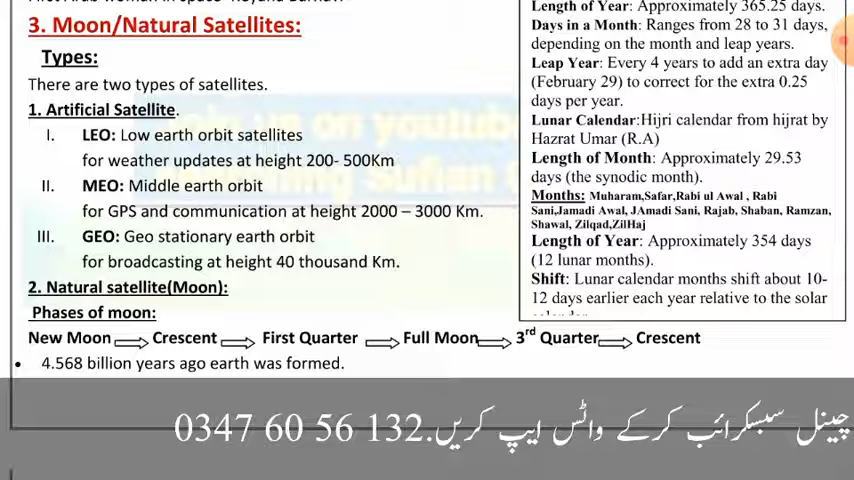 3. Moon/Natural Satellites:
Types:
There are two types of satellites.
1. Artificial Satellite.
I. LEO: Low earth orbit satellites
for weather updates at height 200- 500Km
II. MEO: Middle earth orbit
for GPS and communication at height 2000 – 3000 Km.
III. GEO: Geo stationary earth orbit
for broadcasting at height 40 thousand Km.
2. Natural satellite(Moon):
Phases of moon:
New Moon Crescent First Quarter Full Moon 3rd Quarter Crescent
• 4.568 billion years ago earth was formed.
Length of Year: Approximately 365.25 days.
Days in a Month: Ranges from 28 to 31 days,
depending on the month and leap years.
Leap Year: Every 4 years to add an extra day
(February 29) to correct for the extra 0.25
days per year.
Lunar Calendar:Hijri calendar from hijrat by
Hazrat Umar (R.A)
Length of Month: Approximately 29.53
days (the synodic month).
Months: Muharam,Safar,Rabi ul Awal , Rabi
Sani,Jamadi Awal, JAmadi Sani, Rajab, Shaban, Ramzan,
Shawal, Zilqad,ZilHaj
Length of Year: Approximately 354 days
(12 lunar months).
Shift: Lunar calendar months shift about 10-
12 days earlier each year relative to the solar
چینل سبسکرائب کرکے واٹس ایپ کریں.0347 60 56 132